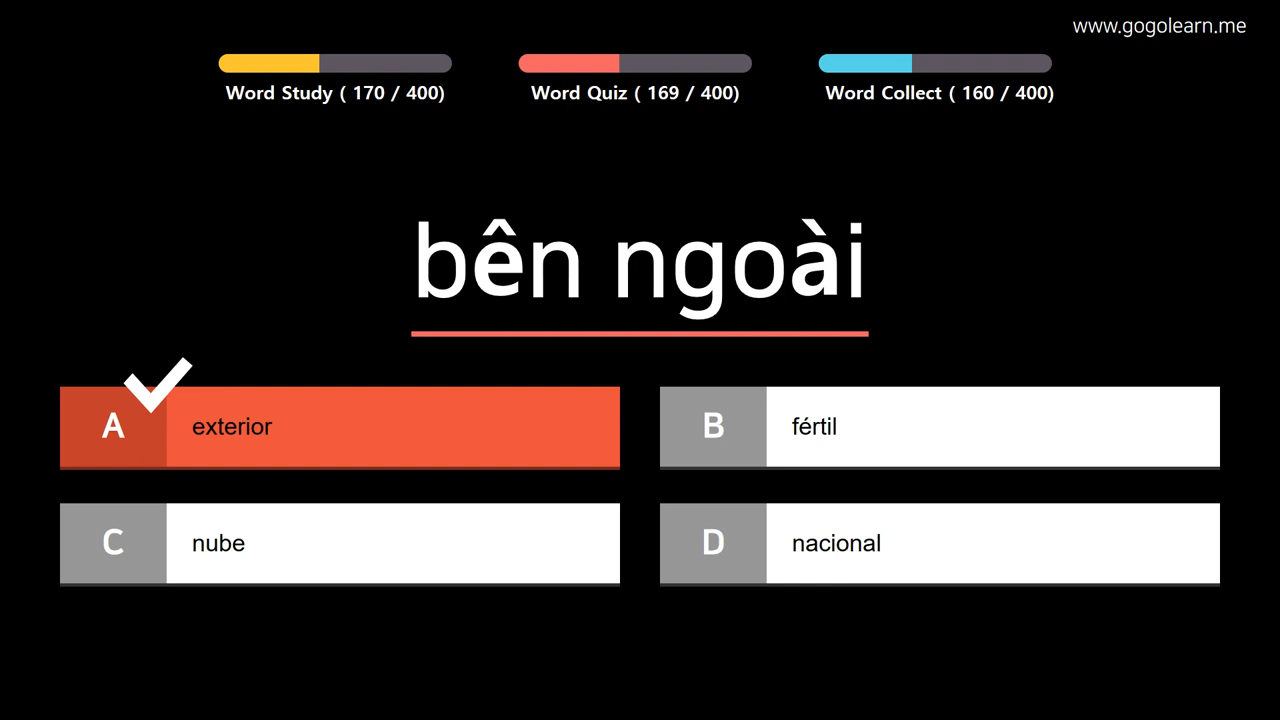 www.gogolearn.me
Word Study ( 170 / 400)
Word Quiz ( 169 / 400)
Word Collect ( 160 / 400)
bên ngoài
A exterior
B fértil
C nube
D nacional